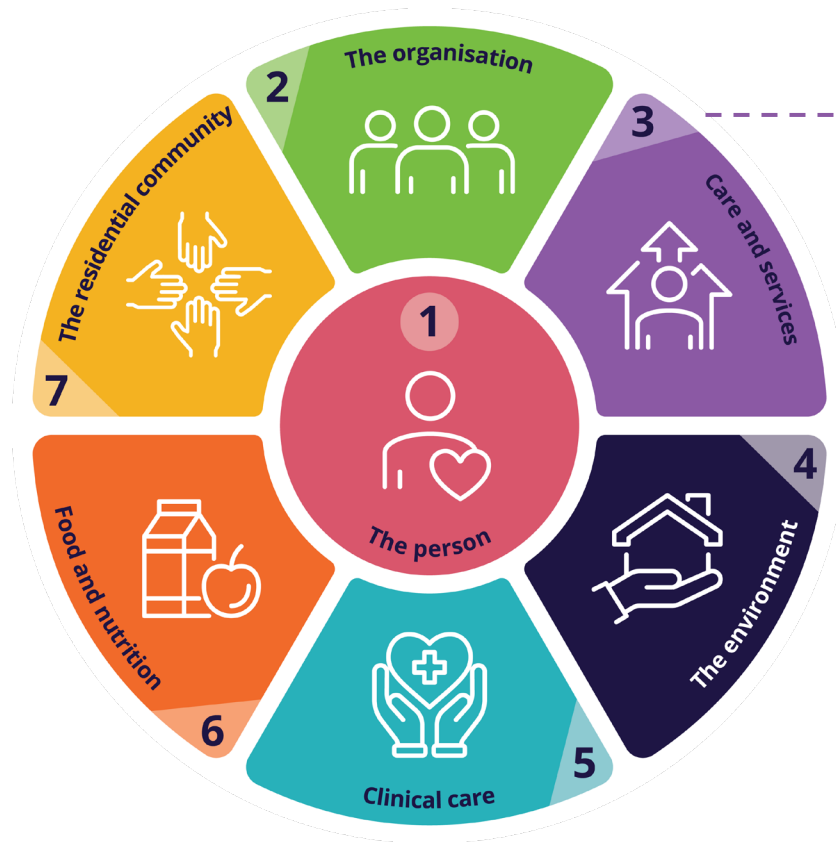 1
The person
2
The organisation
3
Care and services
4
The environment
5
Clinical care
6
Food and nutrition
7
The residential community